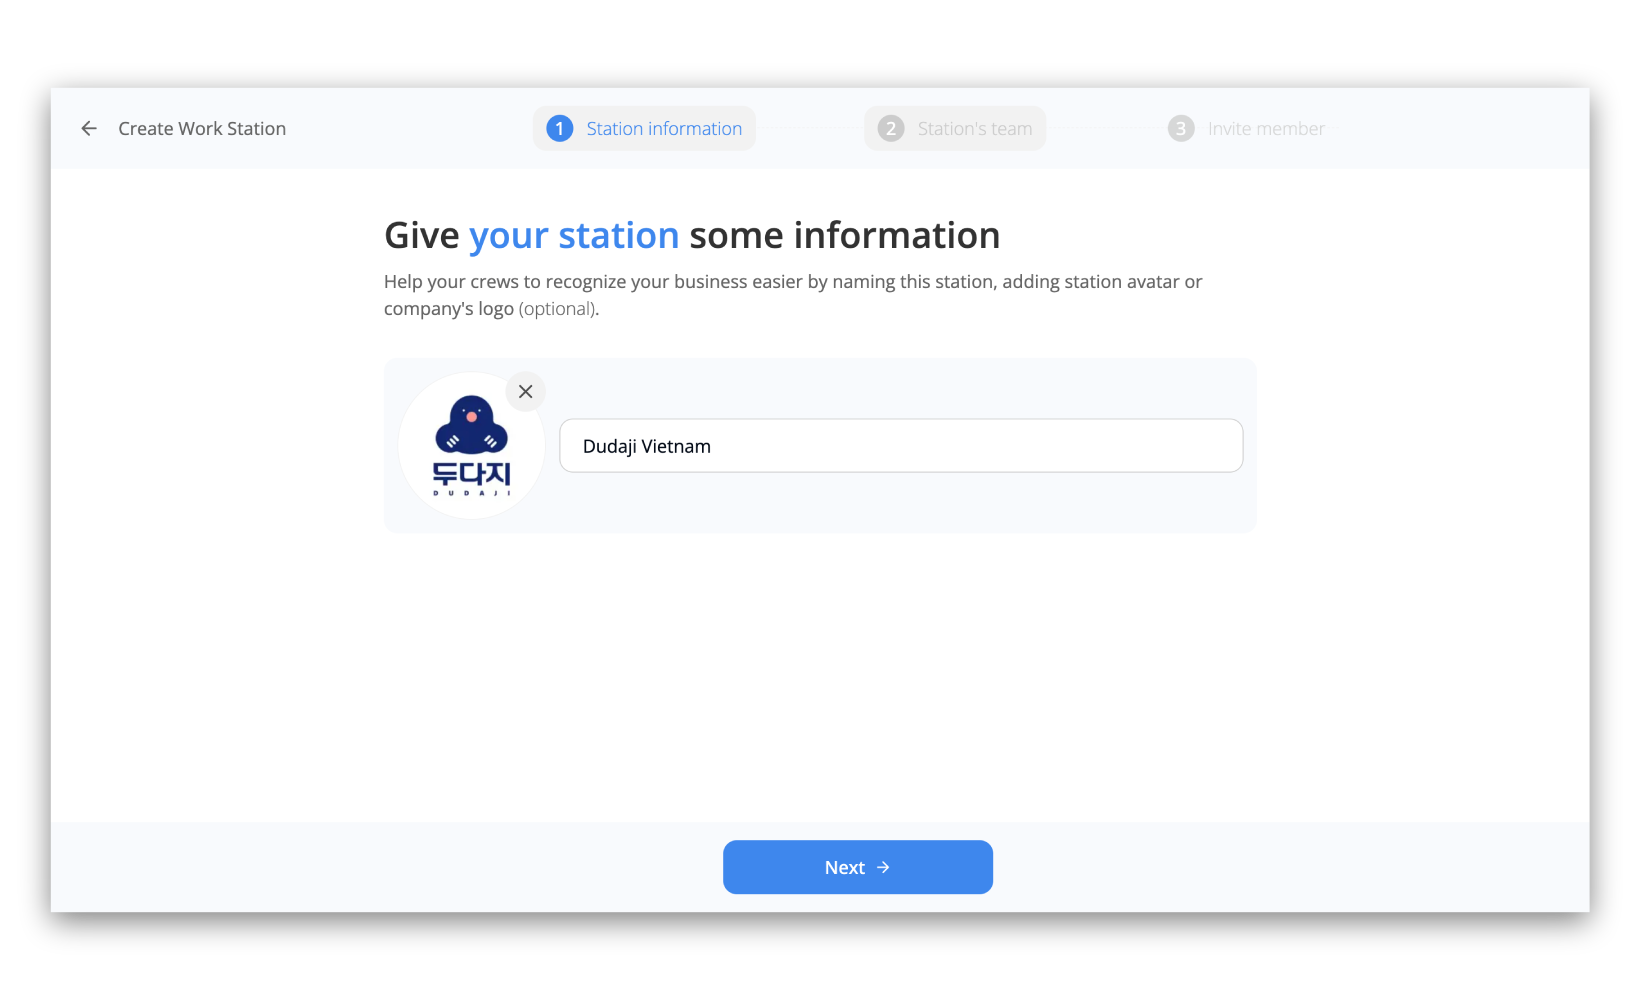 Create Work Station
1 Station information
2 Station's team
3 Invite member
Give your station some information
Help your crews to recognize your business easier by naming this station, adding station avatar or
company's logo (optional).
두다지
DUDAJI
Dudaji Vietnam
Next